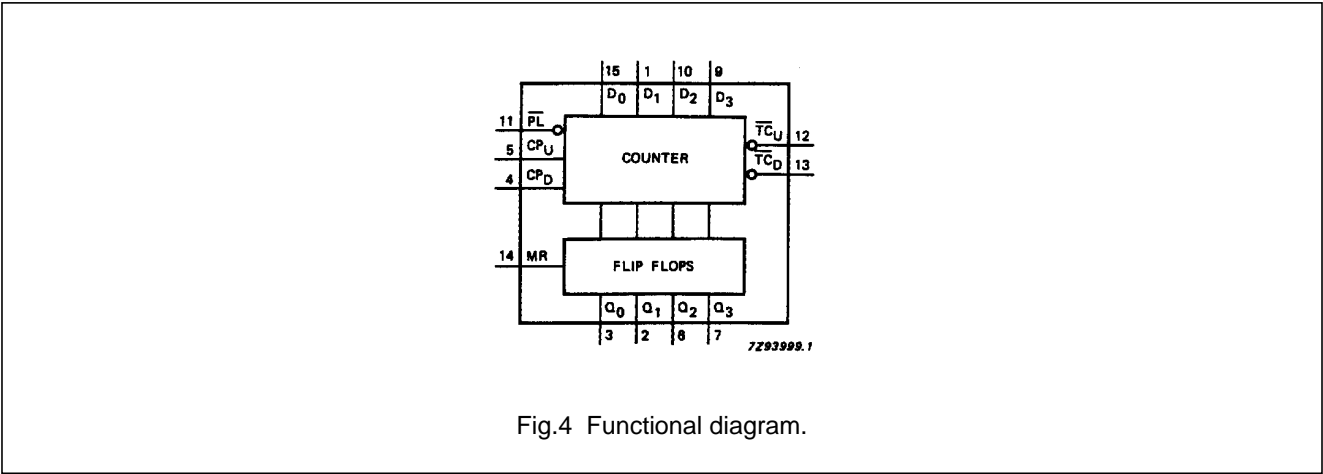 15 1 10 9
D0 D1 D2 D3
11 PL
TCU 12
5 CPU
COUNTER
TCD 13
4 CPD
14 MR
FLIP FLOPS
Q0 Q1 Q2 Q3
3 2 6 7
7Z93999.1
Fig.4 Functional diagram.